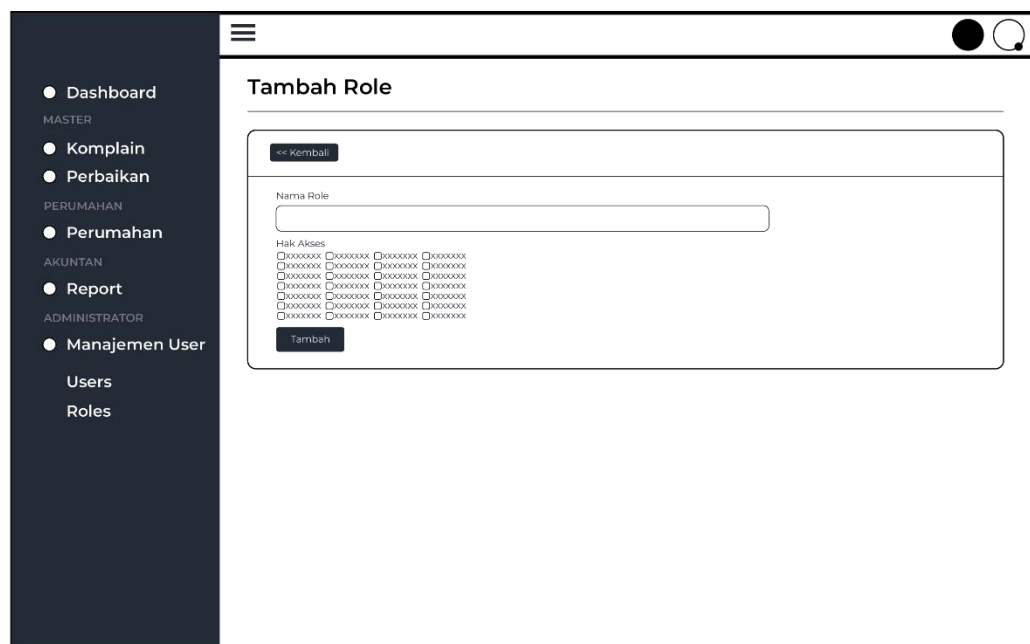 Dashboard
MASTER
Komplain
Perbaikan
PERUMAHAN
Perumahan
AKUNTAN
Report
ADMINISTRATOR
Manajemen User
Users
Roles
Tambah Role
<< Kembali
Nama Role
Hak Akses
xxxxxxx xxxxxxx xxxxxxx xxxxxxx
xxxxxxx xxxxxxx xxxxxxx xxxxxxx
xxxxxxx xxxxxxx xxxxxxx xxxxxxx
xxxxxxx xxxxxxx xxxxxxx xxxxxxx
xxxxxxx xxxxxxx xxxxxxx xxxxxxx
xxxxxxx xxxxxxx xxxxxxx xxxxxxx
xxxxxxx xxxxxxx xxxxxxx xxxxxxx
Tambah